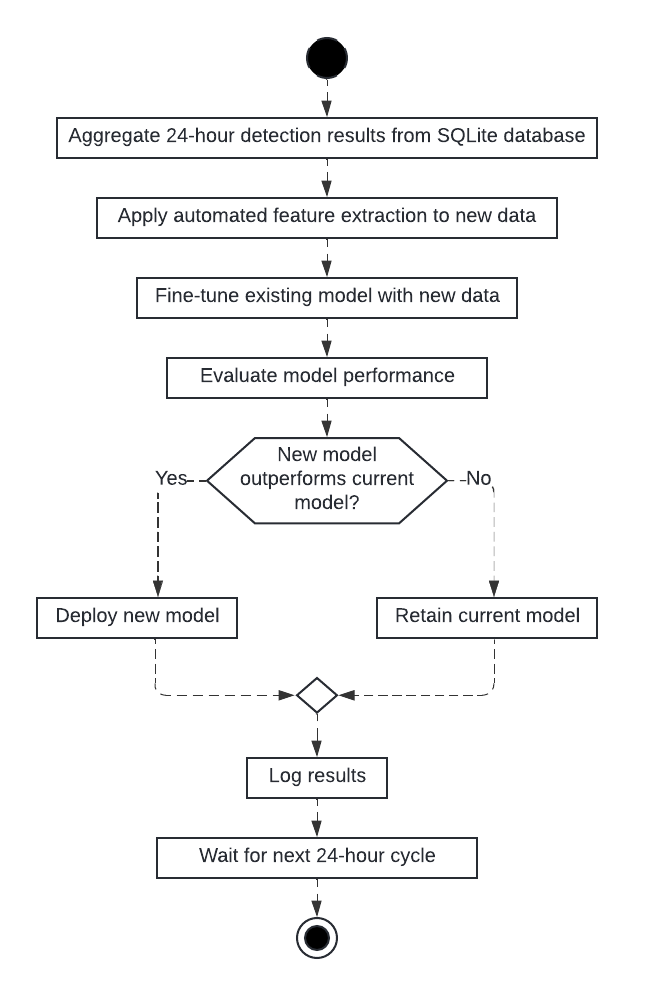 Aggregate 24-hour detection results from SQLite database
Apply automated feature extraction to new data
Fine-tune existing model with new data
Evaluate model performance
New model
outperforms current
model?
Yes
No
Deploy new model
Retain current model
Log results
Wait for next 24-hour cycle